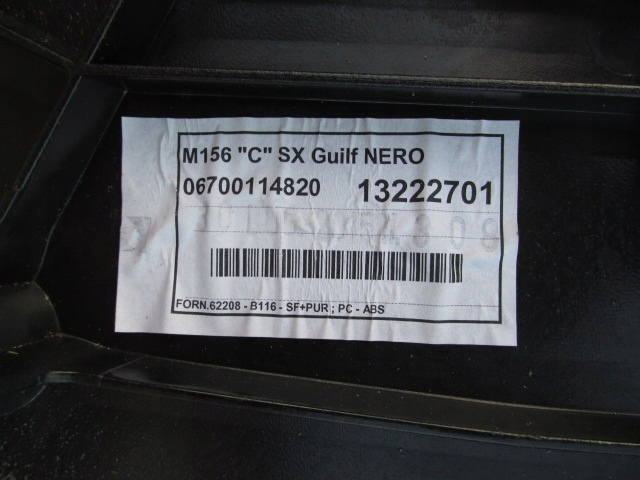 M156 "C" SX Guilf NERO
06700114820 13222701
FORN.62208 - B116 - SF+PUR ; PC - ABS